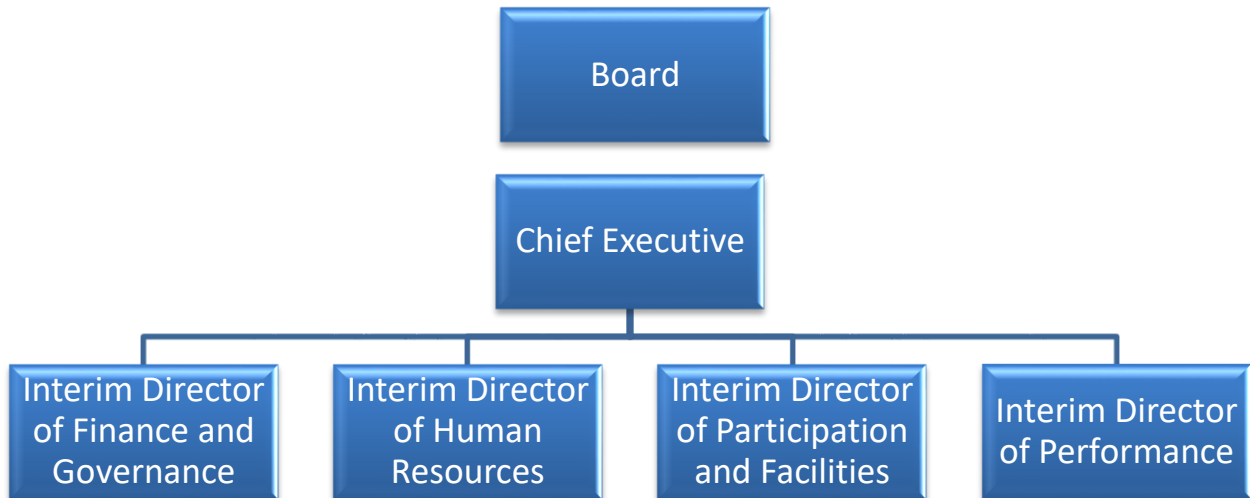 Board
Chief Executive
Interim Director
of Finance and
Governance
Interim Director
of Human
Resources
Interim Director
of Participation
and Facilities
Interim Director
of Performance